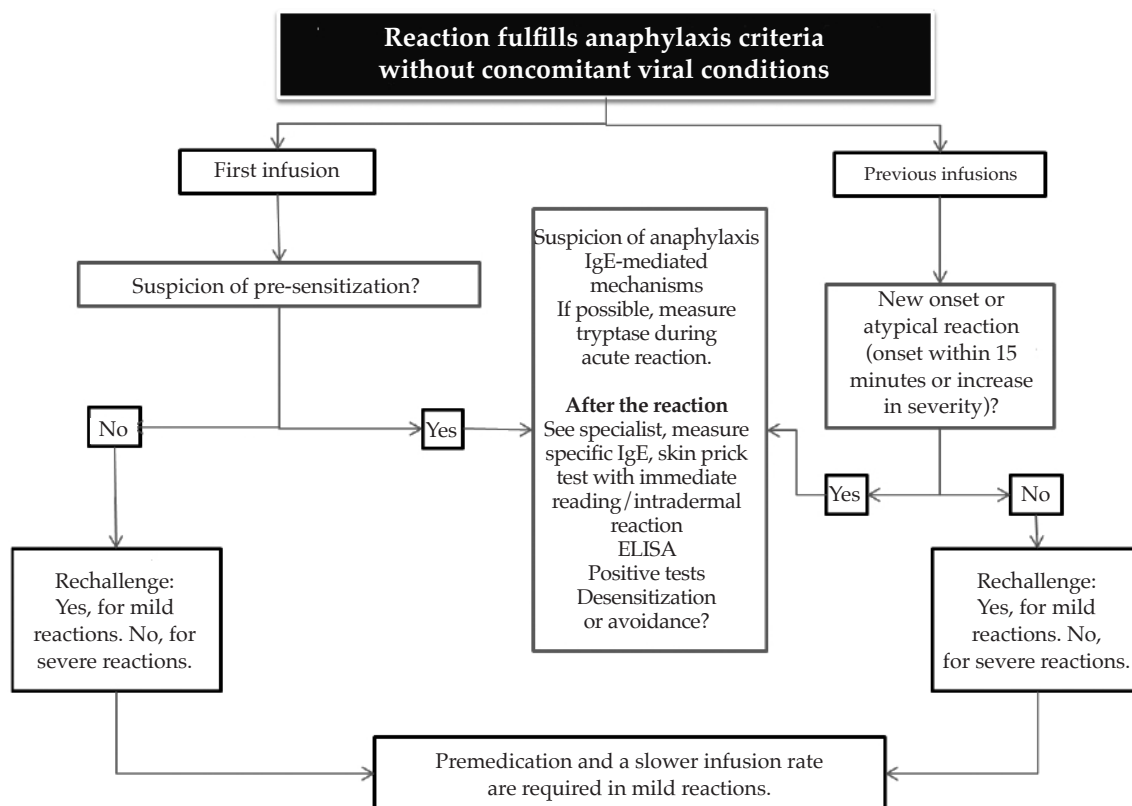 Reaction fulfills anaphylaxis criteria
without concomitant viral conditions
First infusion
Previous infusions
Suspicion of pre-sensitization?
Suspicion of anaphylaxis
IgE-mediated
mechanisms
If possible, measure
tryptase during
acute reaction.
After the reaction
See specialist, measure
specific IgE, skin prick
test with immediate
reading/intradermal
reaction
ELISA
Positive tests
Desensitization
or avoidance?
New onset or
atypical reaction
(onset within 15
minutes or increase
in severity)?
No
Yes
Yes
No
Rechallenge:
Yes, for mild
reactions. No, for
severe reactions.
Rechallenge:
Yes, for mild
reactions. No,
for severe reactions.
Premedication and a slower infusion rate
are required in mild reactions.